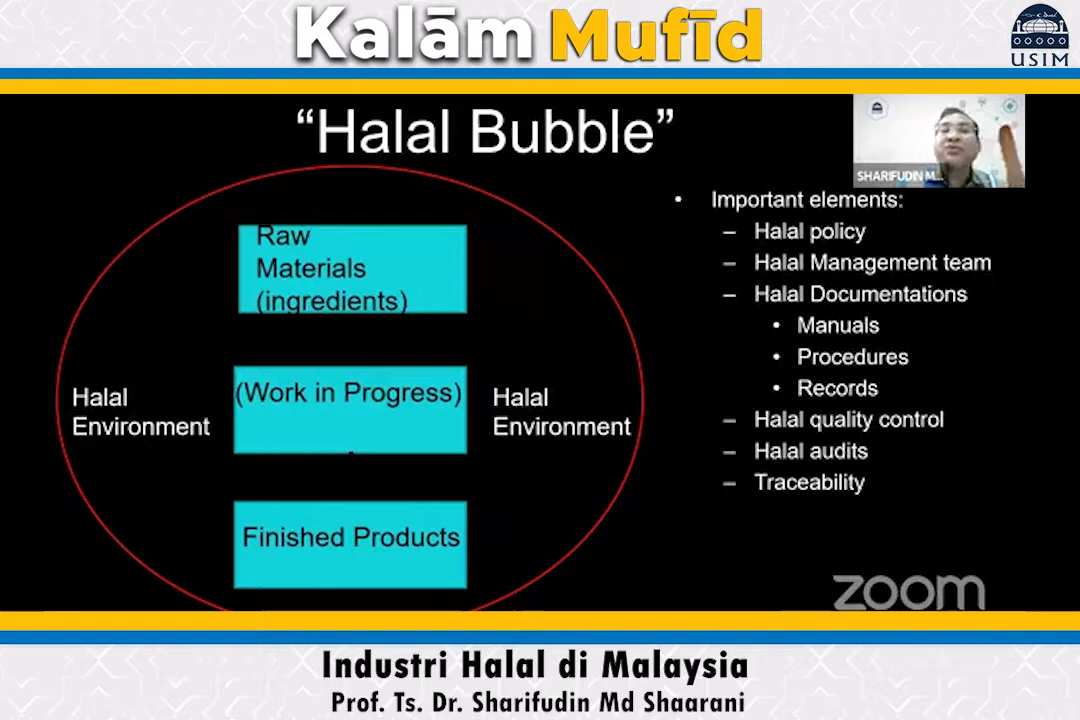 Kalām Mufīd
USIM
“Halal Bubble”
SHARIFUDIN M...
Raw
Materials
(ingredients)
(Work in Progress)
Finished Products
Halal
Environment
Halal
Environment
• Important elements:
– Halal policy
– Halal Management team
– Halal Documentations
• Manuals
• Procedures
• Records
– Halal quality control
– Halal audits
– Traceability
zoom
Industri Halal di Malaysia
Prof. Ts. Dr. Sharifudin Md Shaarani